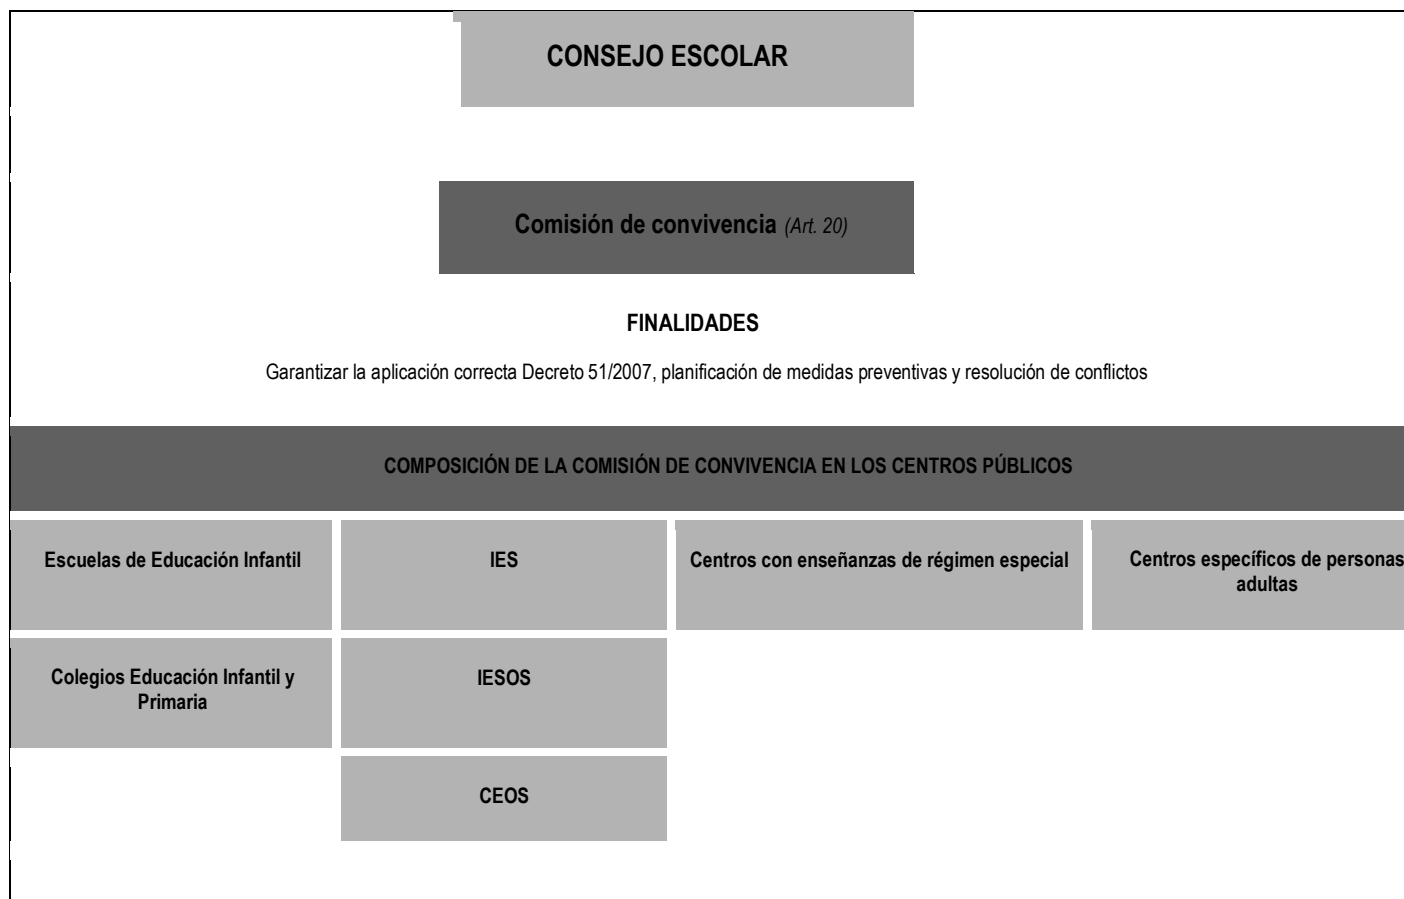 CONSEJO ESCOLAR
Comisión de convivencia (Art. 20)
FINALIDADES
Garantizar la aplicación correcta Decreto 51/2007, planificación de medidas preventivas y resolución de conflictos
COMPOSICIÓN DE LA COMISIÓN DE CONVIVENCIA EN LOS CENTROS PÚBLICOS
Escuelas de Educación Infantil
IES
Centros con enseñanzas de régimen especial
Centros específicos de personas
adultas
Colegios Educación Infantil y
Primaria
IESOS
CEOS